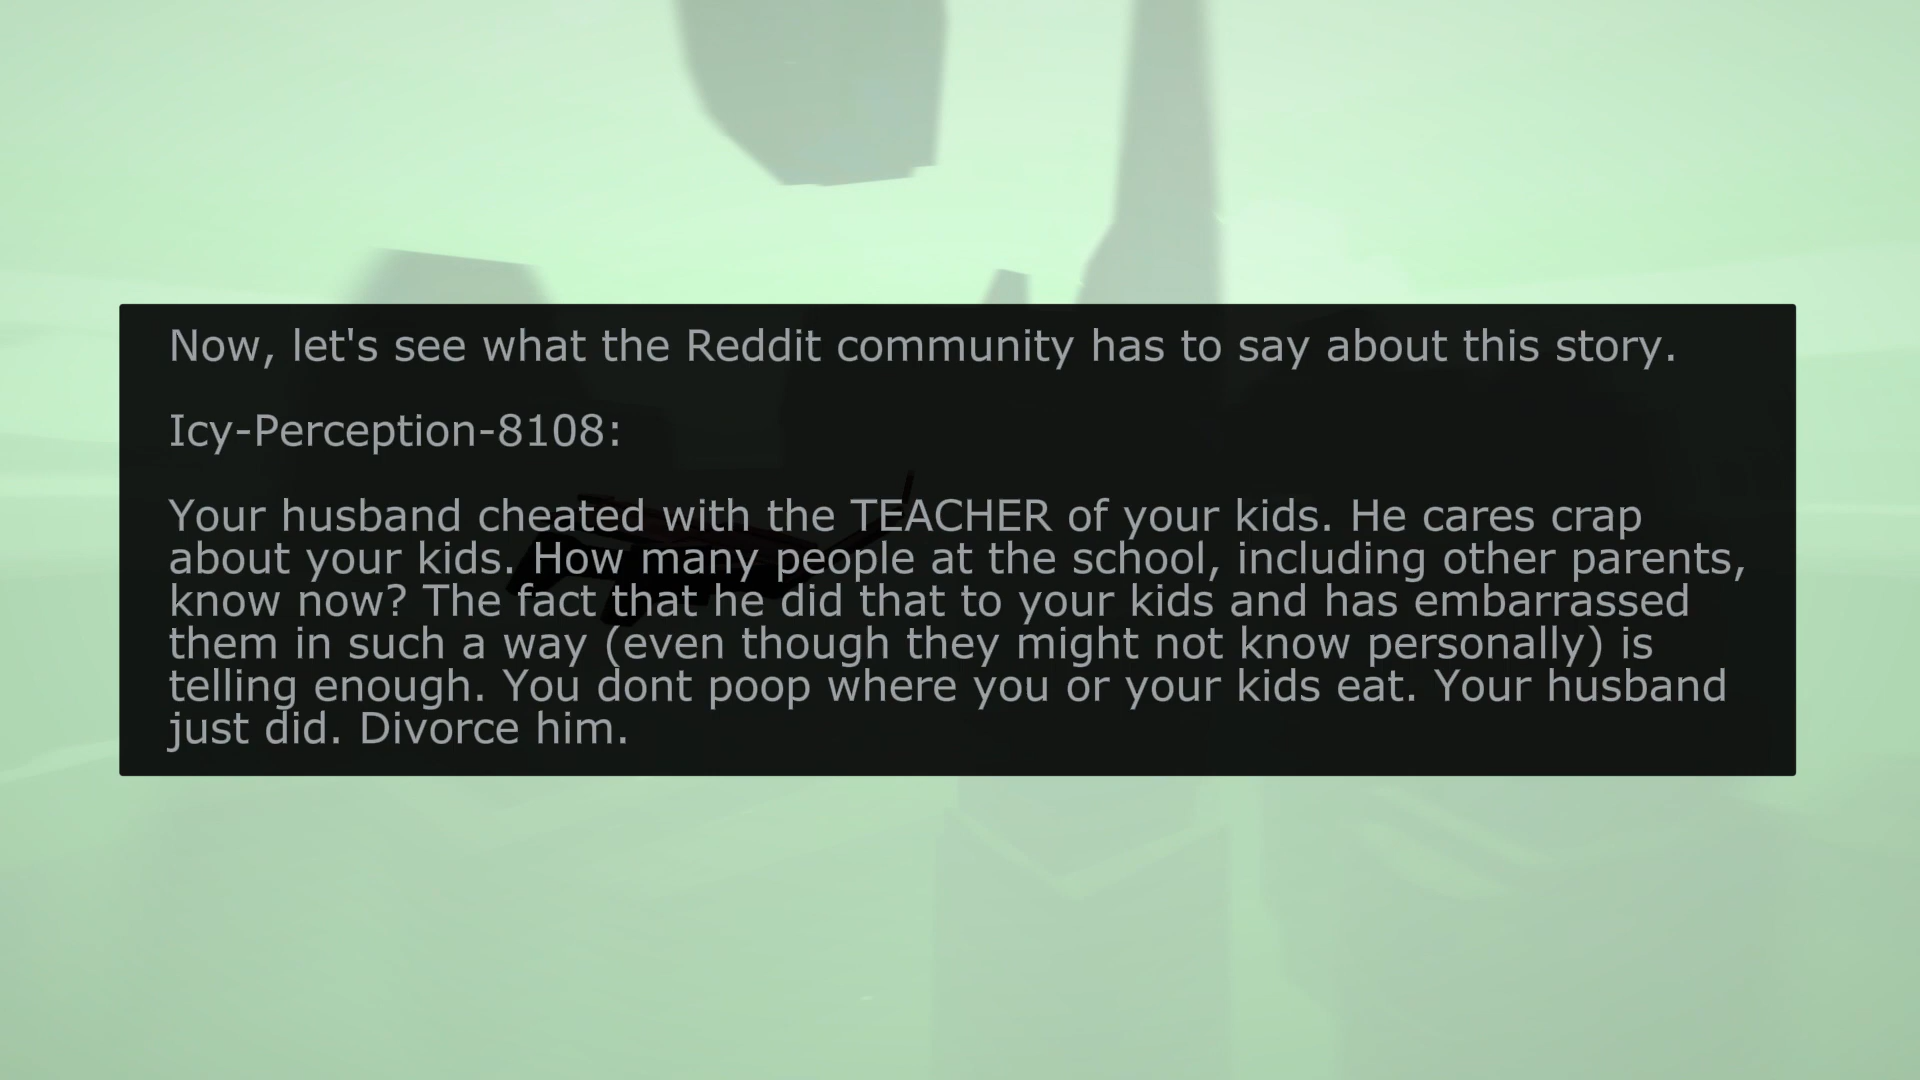 Now, let's see what the Reddit community has to say about this story.
Icy-Perception-8108:
Your husband cheated with the TEACHER of your kids. He cares crap
about your kids. How many people at the school, including other parents,
know now? The fact that he did that to your kids and has embarrassed
them in such a way (even though they might not know personally) is
telling enough. You dont poop where you or your kids eat. Your husband
just did. Divorce him.